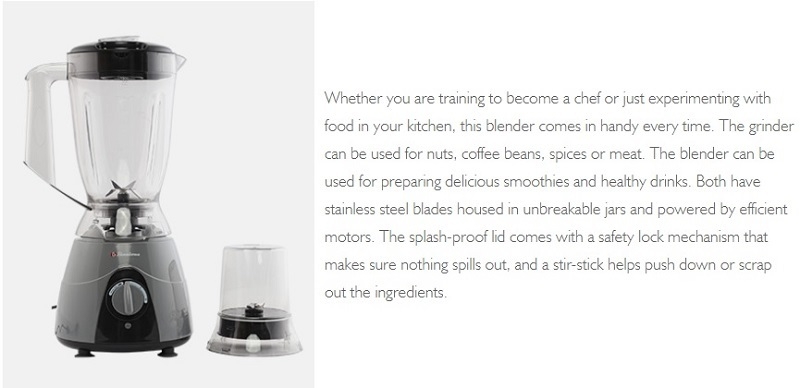 Whether you are training to become a chef or just experimenting with
food in your kitchen, this blender comes in handy every time. The grinder
can be used for nuts, coffee beans, spices or meat. The blender can be
used for preparing delicious smoothies and healthy drinks. Both have
stainless steel blades housed in unbreakable jars and powered by efficient
motors. The splash-proof lid comes with a safety lock mechanism that
makes sure nothing spills out, and a stir-stick helps push down or scrap
out the ingredients.